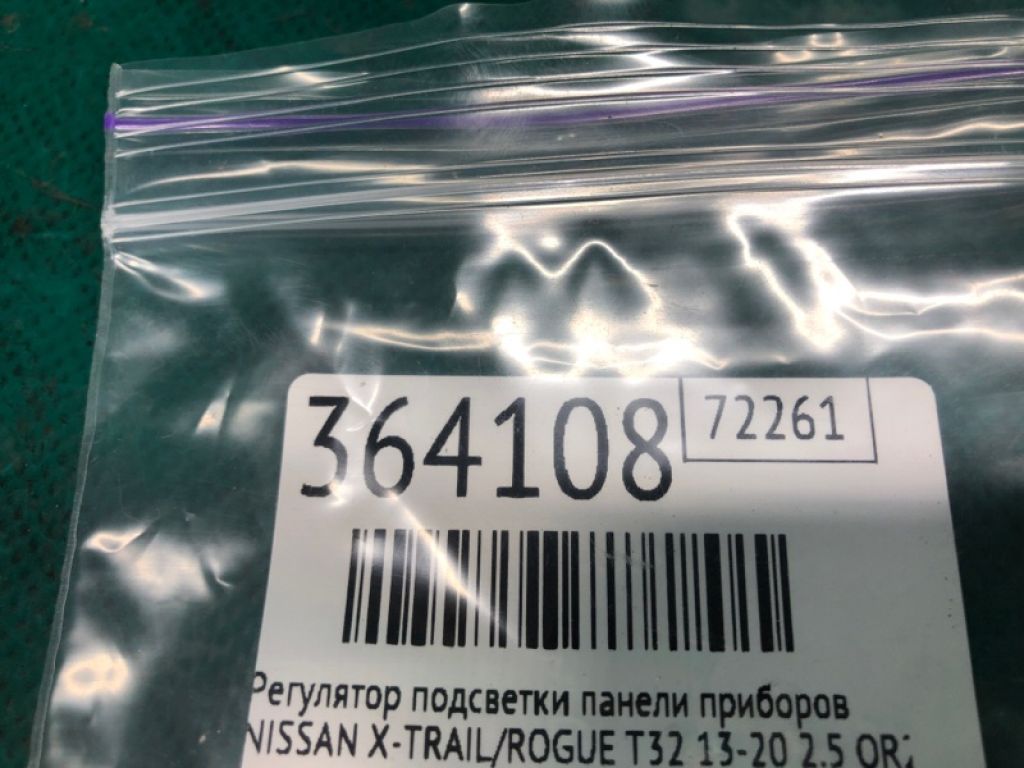 364108
72261
Регулятор подсветки панели приборов
NISSAN X-TRAIL/ROGUE T32 13-20 2.5